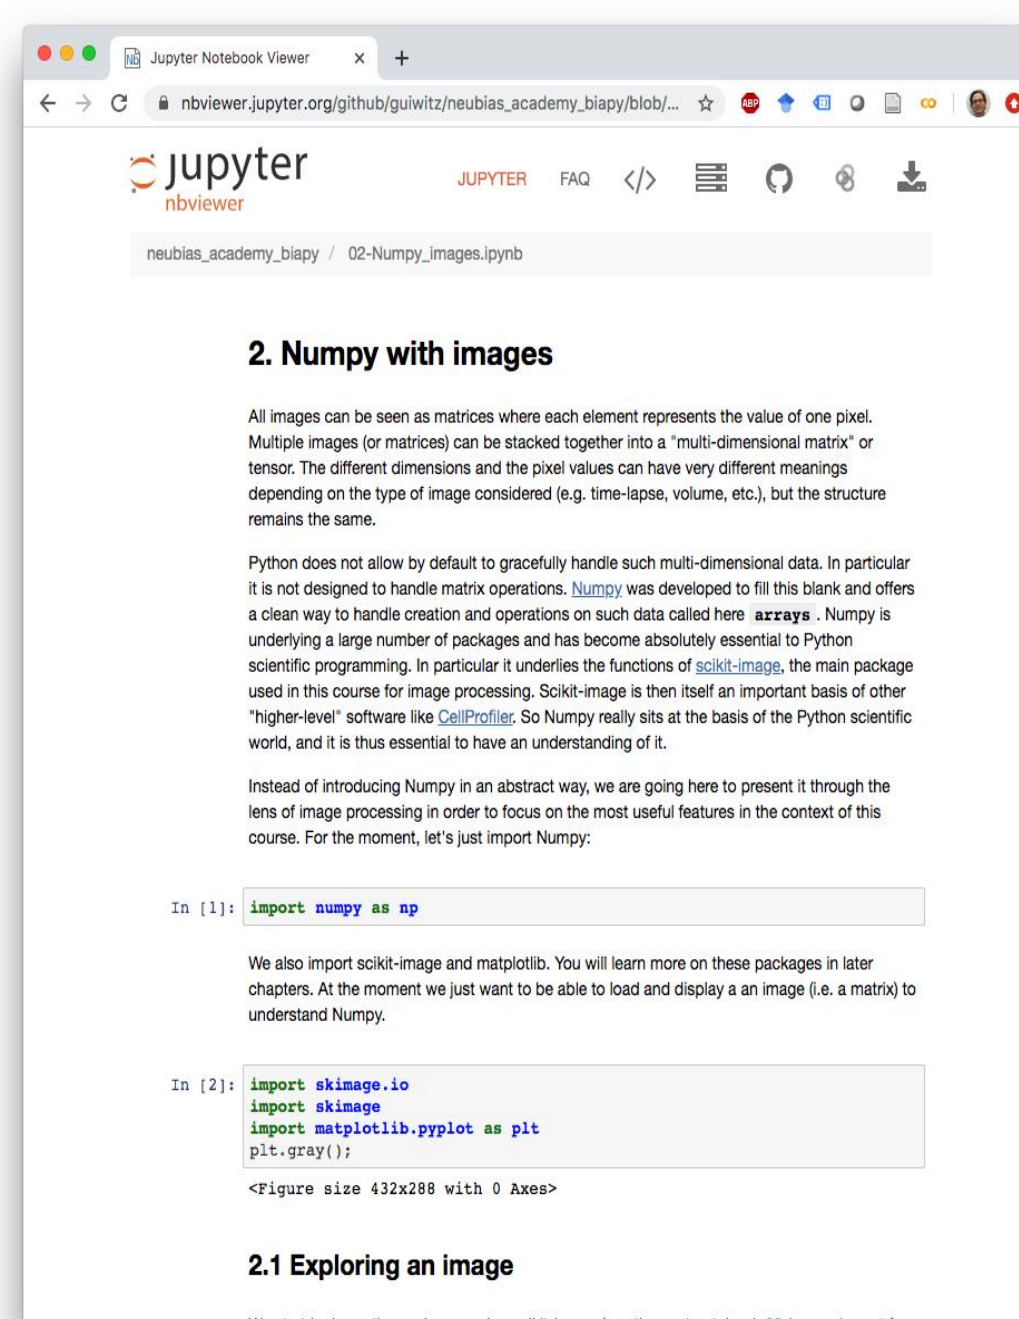 Jupyter Notebook Viewer
nbviewer.jupyter.org/github/guiwitz/neubias_academy_biapy/blob/...
ABP
jupyter
nbviewer
JUPYTER FAQ </>
neubias_academy_biapy / 02-Numpy_images.ipynb
2. Numpy with images
All images can be seen as matrices where each element represents the value of one pixel.
Multiple images (or matrices) can be stacked together into a "multi-dimensional matrix" or
tensor. The different dimensions and the pixel values can have very different meanings
depending on the type of image considered (e.g. time-lapse, volume, etc.), but the structure
remains the same.
Python does not allow by default to gracefully handle such multi-dimensional data. In particular
it is not designed to handle matrix operations. Numpy was developed to fill this blank and offers
a clean way to handle creation and operations on such data called here arrays . Numpy is
underlying a large number of packages and has become absolutely essential to Python
scientific programming. In particular it underlies the functions of scikit-image, the main package
used in this course for image processing. Scikit-image is then itself an important basis of other
"higher-level" software like CellProfiler. So Numpy really sits at the basis of the Python scientific
world, and it is thus essential to have an understanding of it.
Instead of introducing Numpy in an abstract way, we are going here to present it through the
lens of image processing in order to focus on the most useful features in the context of this
course. For the moment, let's just import Numpy:
In [1]: import numpy as np
We also import scikit-image and matplotlib. You will learn more on these packages in later
chapters. At the moment we just want to be able to load and display a an image (i.e. a matrix) to
understand Numpy.
In [2]: import skimage.io
import skimage
import matplotlib.pyplot as plt
plt.gray();
<Figure size 432x288 with 0 Axes>
2.1 Exploring an image